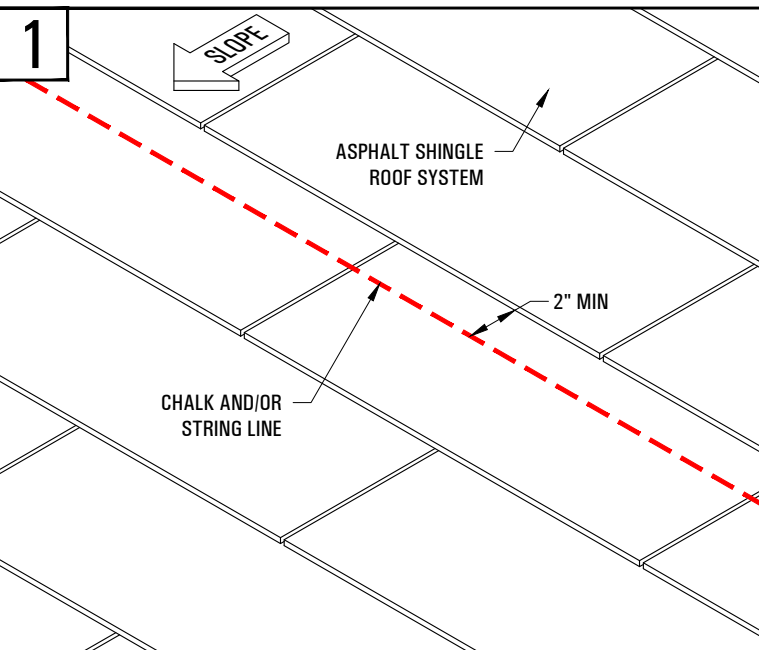 1
SLOPE
ASPHALT SHINGLE
ROOF SYSTEM
2" MIN
CHALK AND/OR
STRING LINE